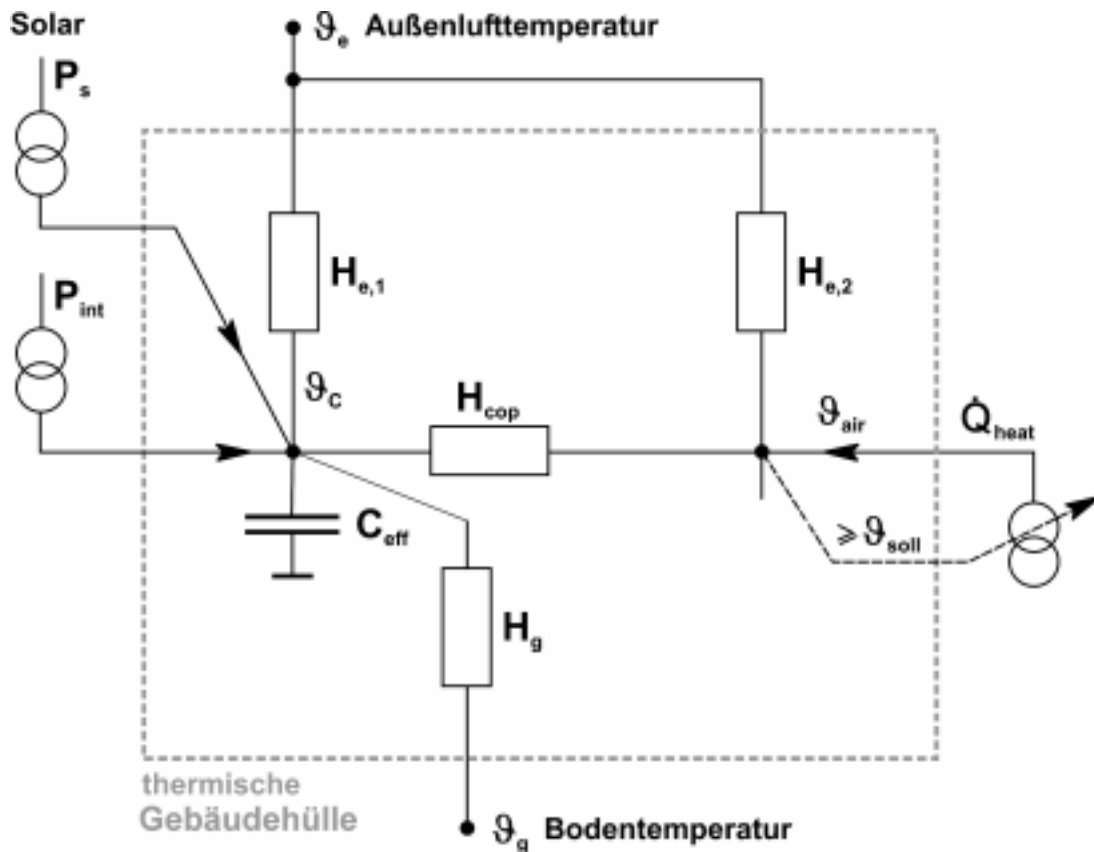 Solar
ϑe Außenlufttemperatur
Ps
He,1
He,2
Pint
ϑC
Hcop
ϑair
Q̇heat
Ceff
⩾ϑsoll
Hg
thermische
Gebäudehülle
ϑg Bodentemperatur